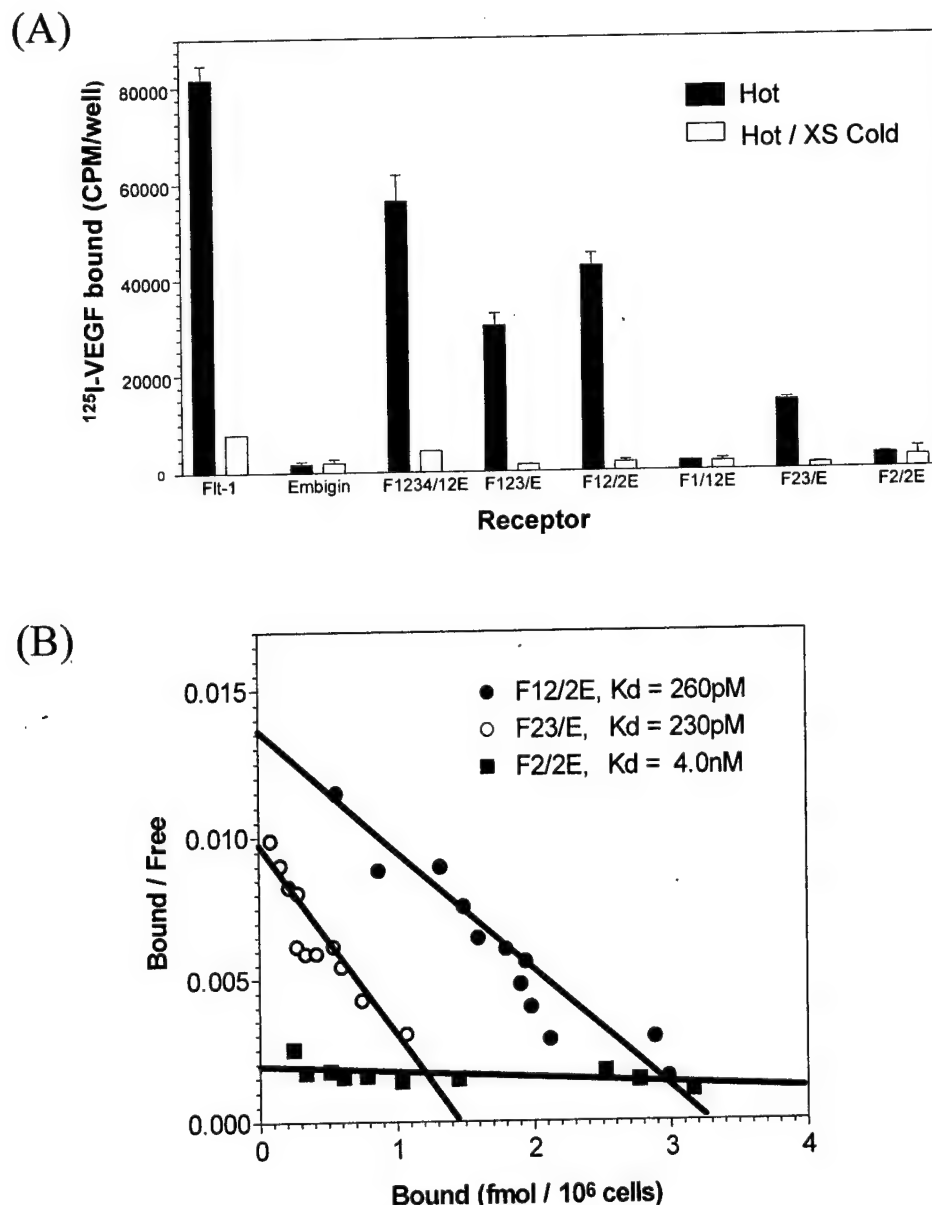 (A)
80000
60000
40000
20000
0
¹²⁵I-VEGF bound (CPM/well)
Hot
Hot / XS Cold
Flt-1 Embigin F1234/12E F123/E F12/2E F1/12E F23/E F2/2E
Receptor
(B)
0.015
0.010
0.005
0.000
Bound / Free
F12/2E, Kd = 260pM
F23/E, Kd = 230pM
F2/2E, Kd = 4.0nM
0 1 2 3 4
Bound (fmol / 10⁶ cells)